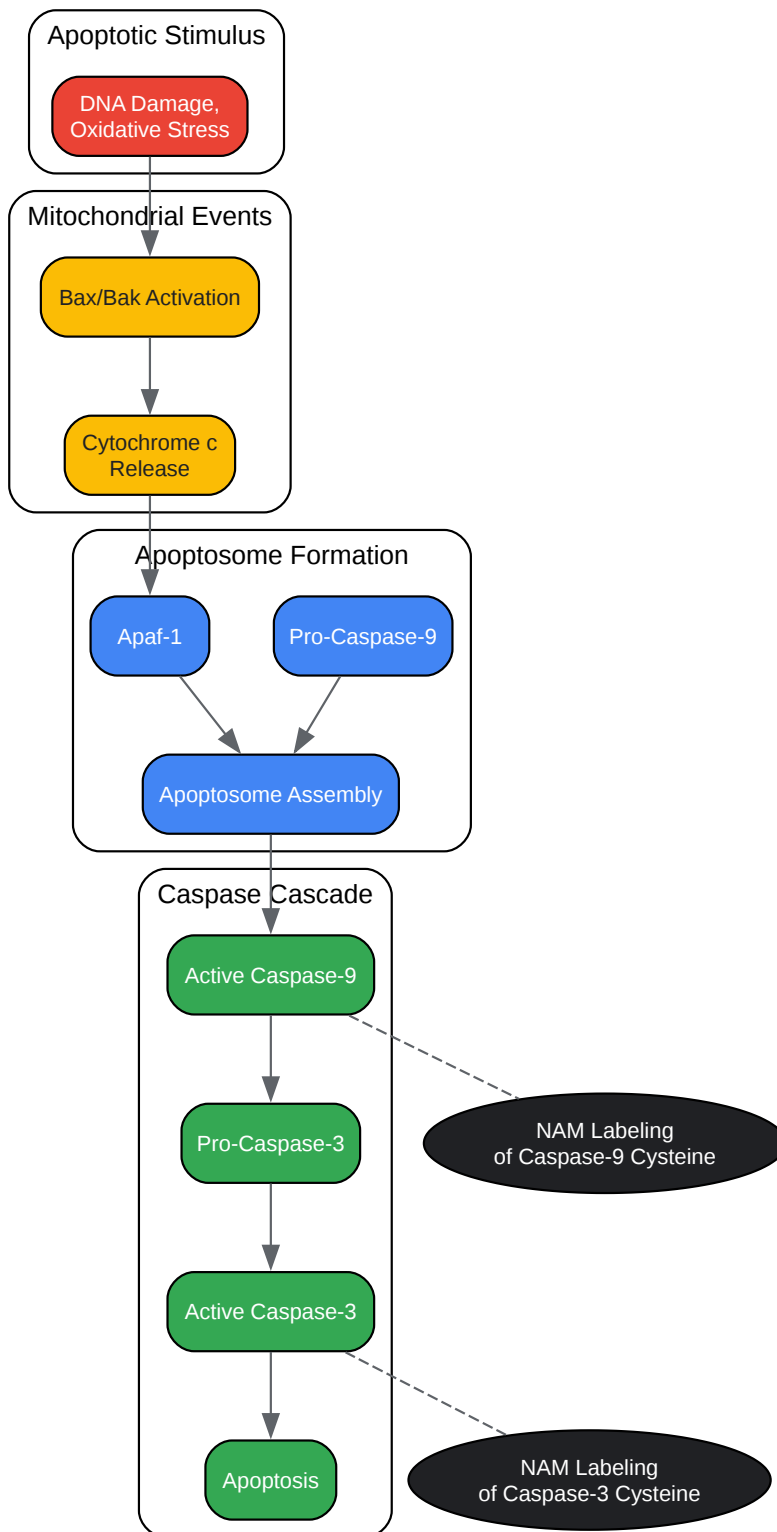 Apoptotic Stimulus
DNA Damage,
Oxidative Stress
Mitochondrial Events
Bax/Bak Activation
Cytochrome c
Release
Apoptosome Formation
Apaf-1
Pro-Caspase-9
Apoptosome Assembly
Caspase Cascade
Active Caspase-9
Pro-Caspase-3
NAM Labeling
of Caspase-9 Cysteine
Active Caspase-3
Apoptosis
NAM Labeling
of Caspase-3 Cysteine